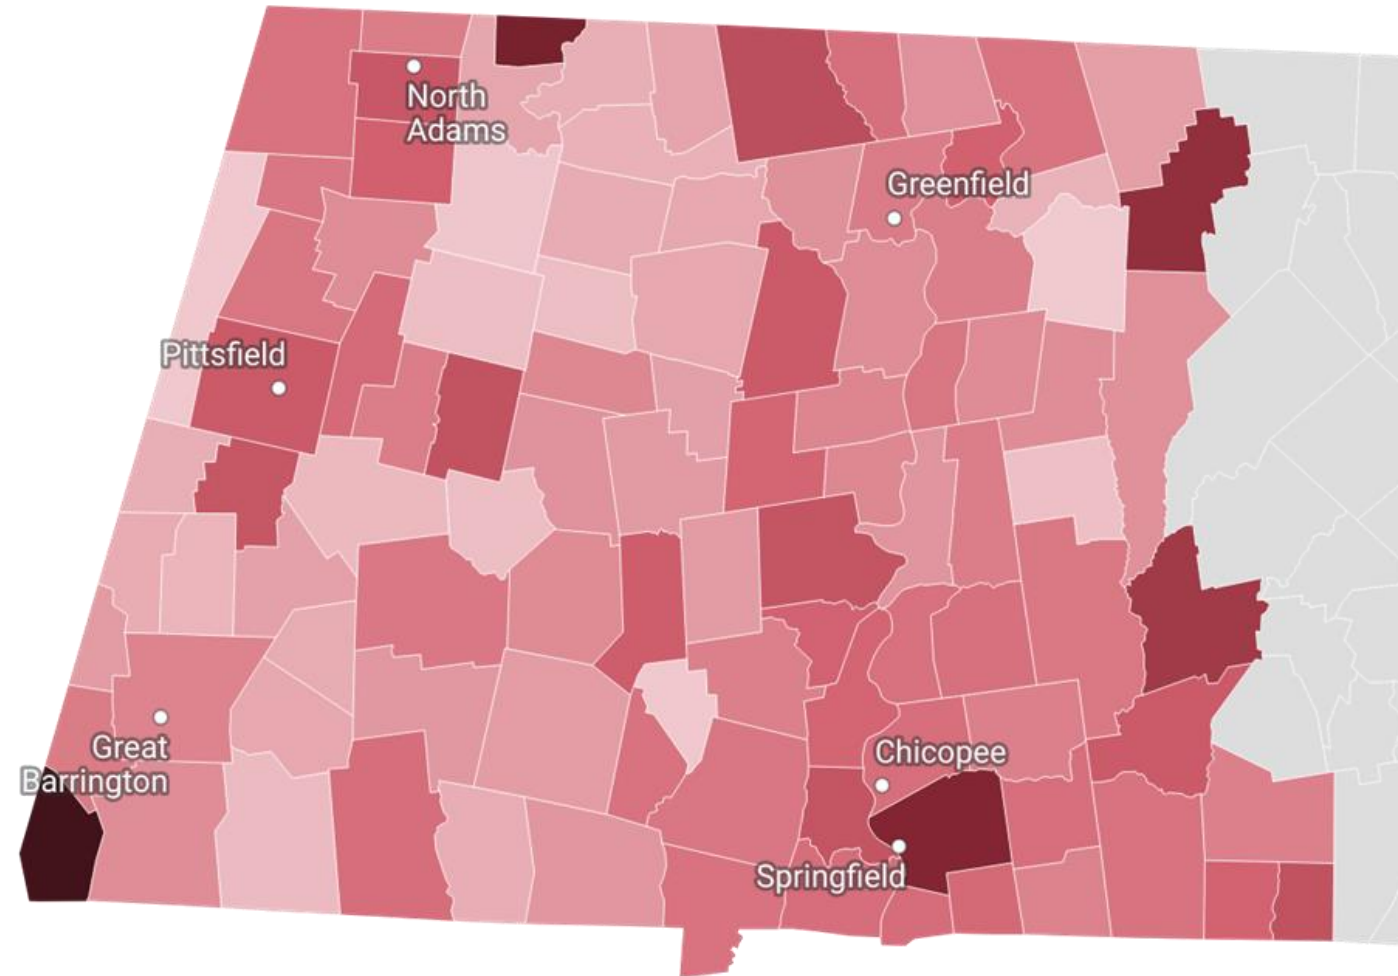 North
Adams
Greenfield
Pittsfield
Great
Barrington
Chicopee
Springfield